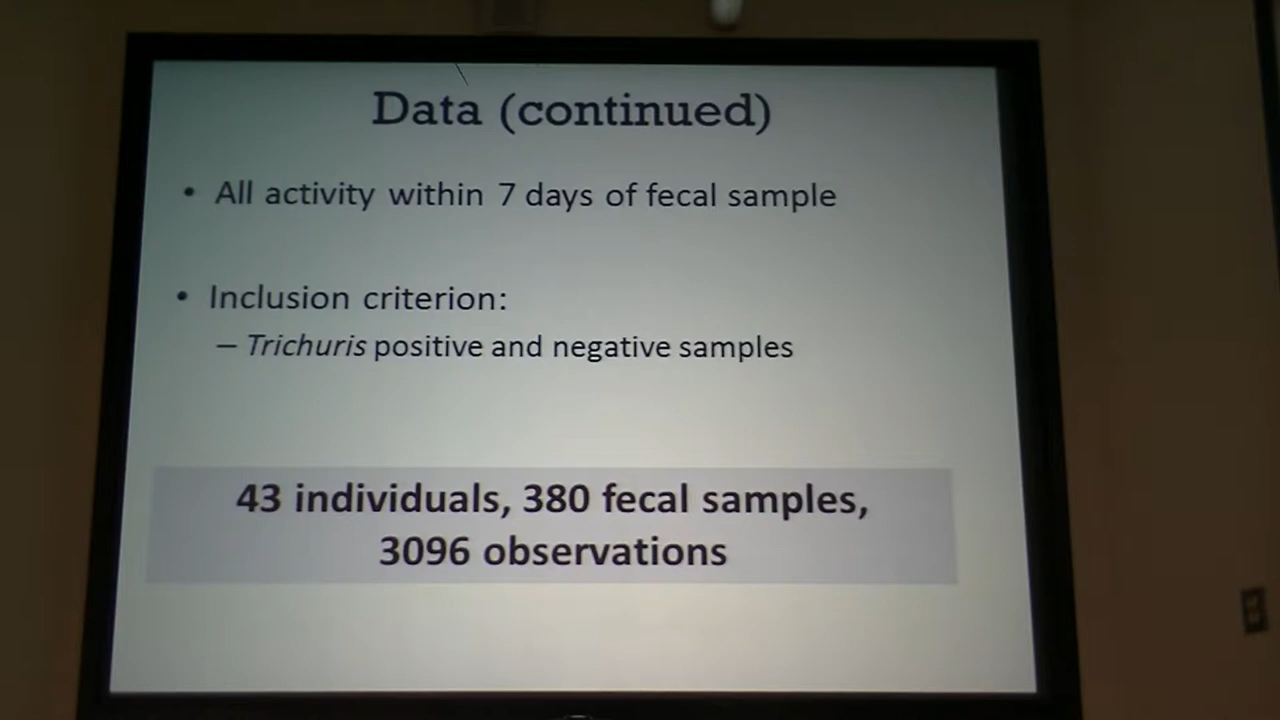 Data (continued)
• All activity within 7 days of fecal sample
• Inclusion criterion:
– Trichuris positive and negative samples
43 individuals, 380 fecal samples,
3096 observations